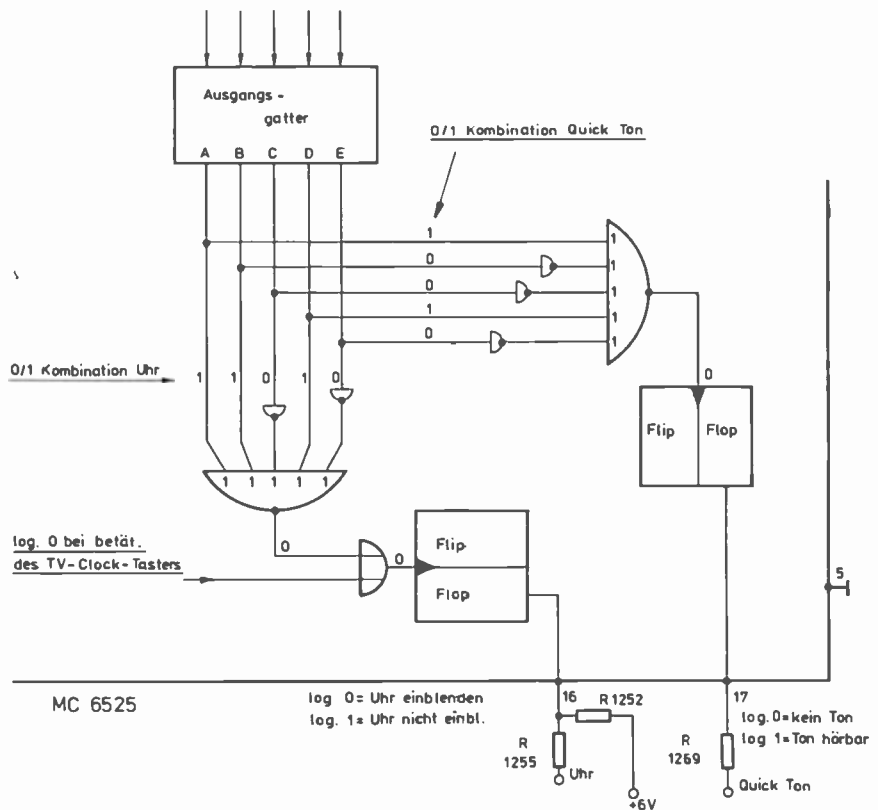 Ausgangs -
gatter
A B C D E
0/1 Kombination Quick Ton
1
1
0
1
0
1
1
1
0
1
0/1 Kombination Uhr
1 1 0 1 0
0
Flip Flop
1 1 1 1 1
log. 0 bei betät.
des TV-Clock-Tasters
0
0
Flip
Flop
5
MC 6525
log 0 = Uhr einblenden
log. 1 = Uhr nicht einbl.
16
R 1252
17
log. 0 = kein Ton
log 1 = Ton hörbar
R
1255
Uhr
+6V
R
1269
Quick Ton